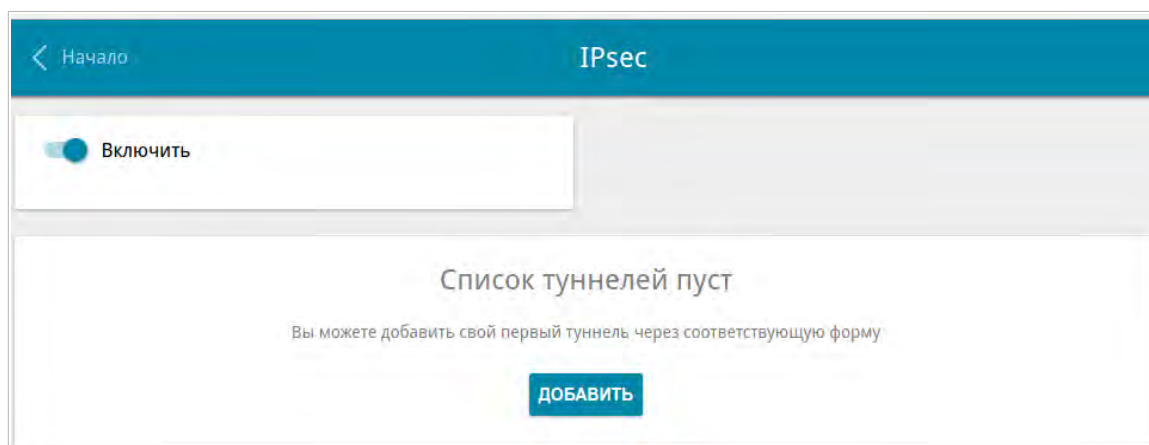 Начало
IPsec
Включить
Список туннелей пуст
Вы можете добавить свой первый туннель через соответствующую форму
ДОБАВИТЬ